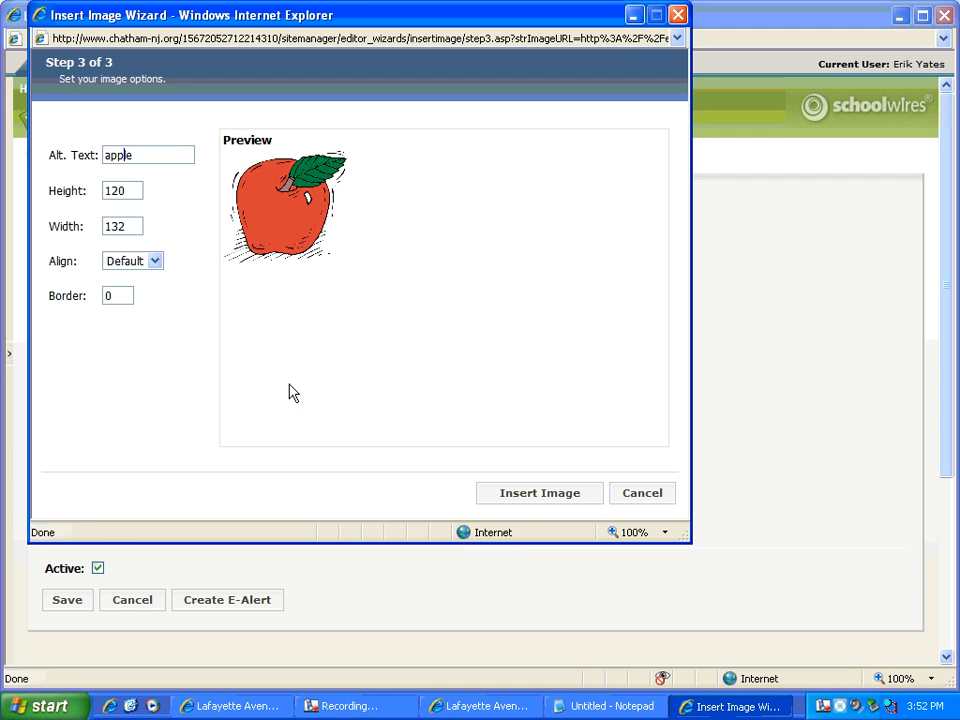 Insert Image Wizard - Windows Internet Explorer
http://www.chatham-nj.org/15672052712214310/sitemanager/editor_wizards/insertimage/step3.asp?strImageURL=http%3A%2F%2Fe
Step 3 of 3
Set your image options.
Current User: Erik Yates
H
schoolwires
Preview
Alt. Text: apple
Height: 120
Width: 132
Align: Default
Border: 0
Insert Image
Cancel
Done
Internet
100%
Active:
Save
Cancel
Create E-Alert
Done
Internet
100%
start
Lafayette Aven...
Recording...
Lafayette Aven...
Untitled - Notepad
Insert Image Wi...
3:52 PM